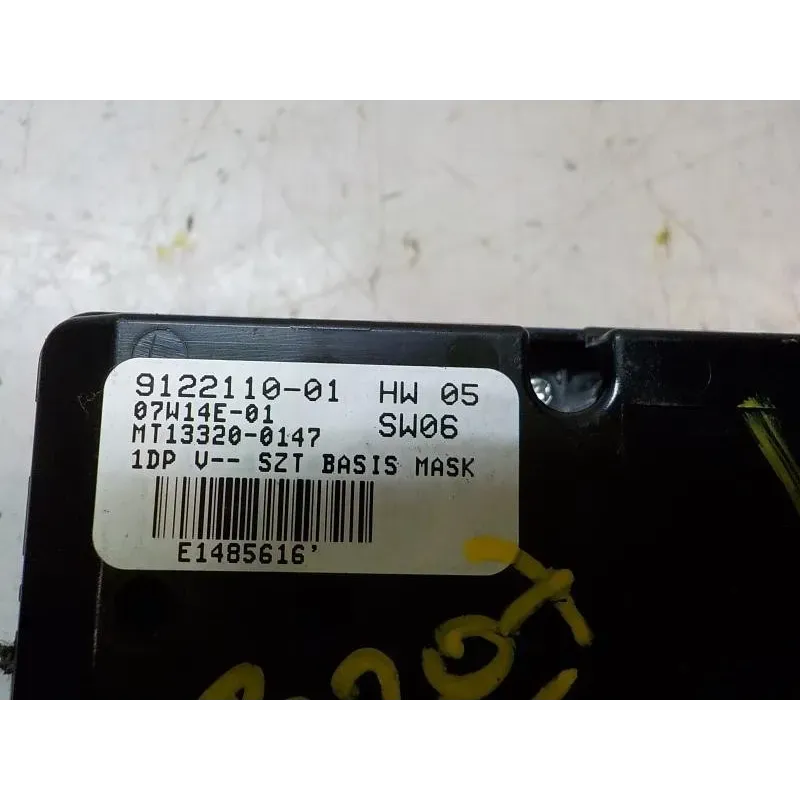 9122110-01 HW 05
07W14E-01
MT13320-0147 SW06
1DP V-- SZT BASIS MASK
E1485616'